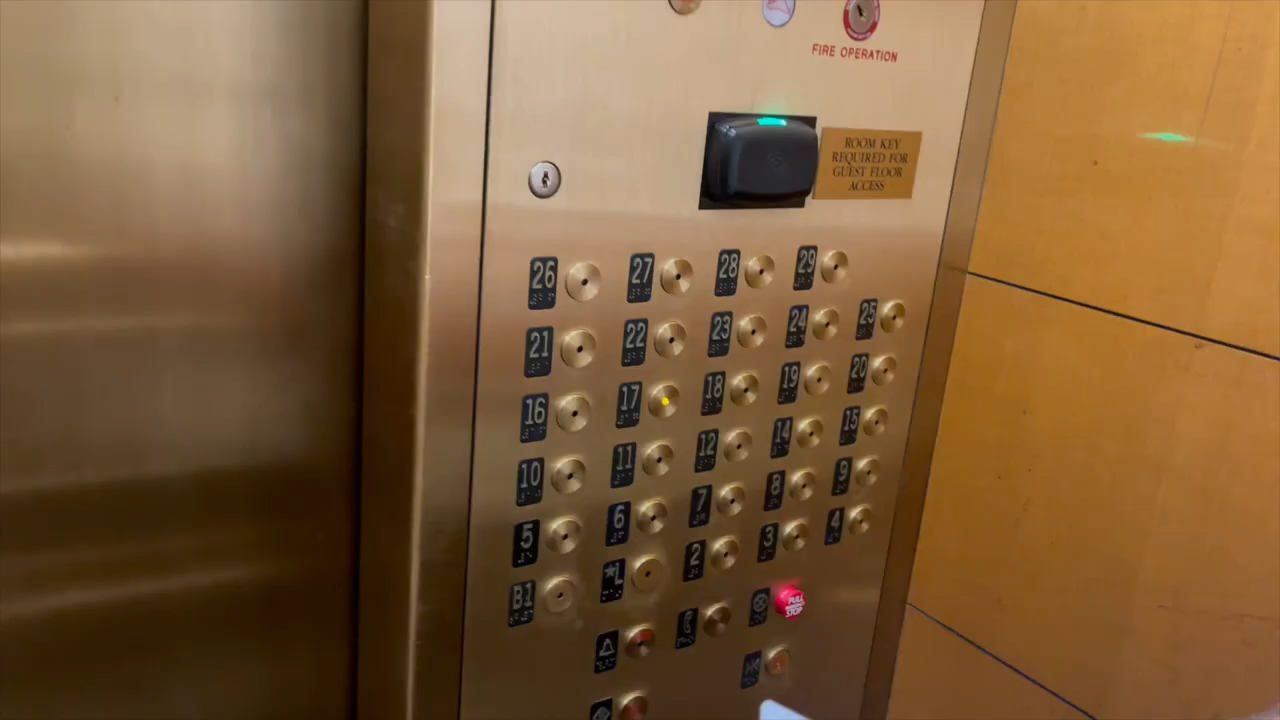 FIRE OPERATION
ROOM KEY
REQUIRED FOR
GUEST FLOOR
ACCESS
26 27 28 29
21 22 23 24 25
16 17 18 19 20
10 11 12 14 15
5 6 7 8 9
B1 ★L 2 3 4
PULL
STOP